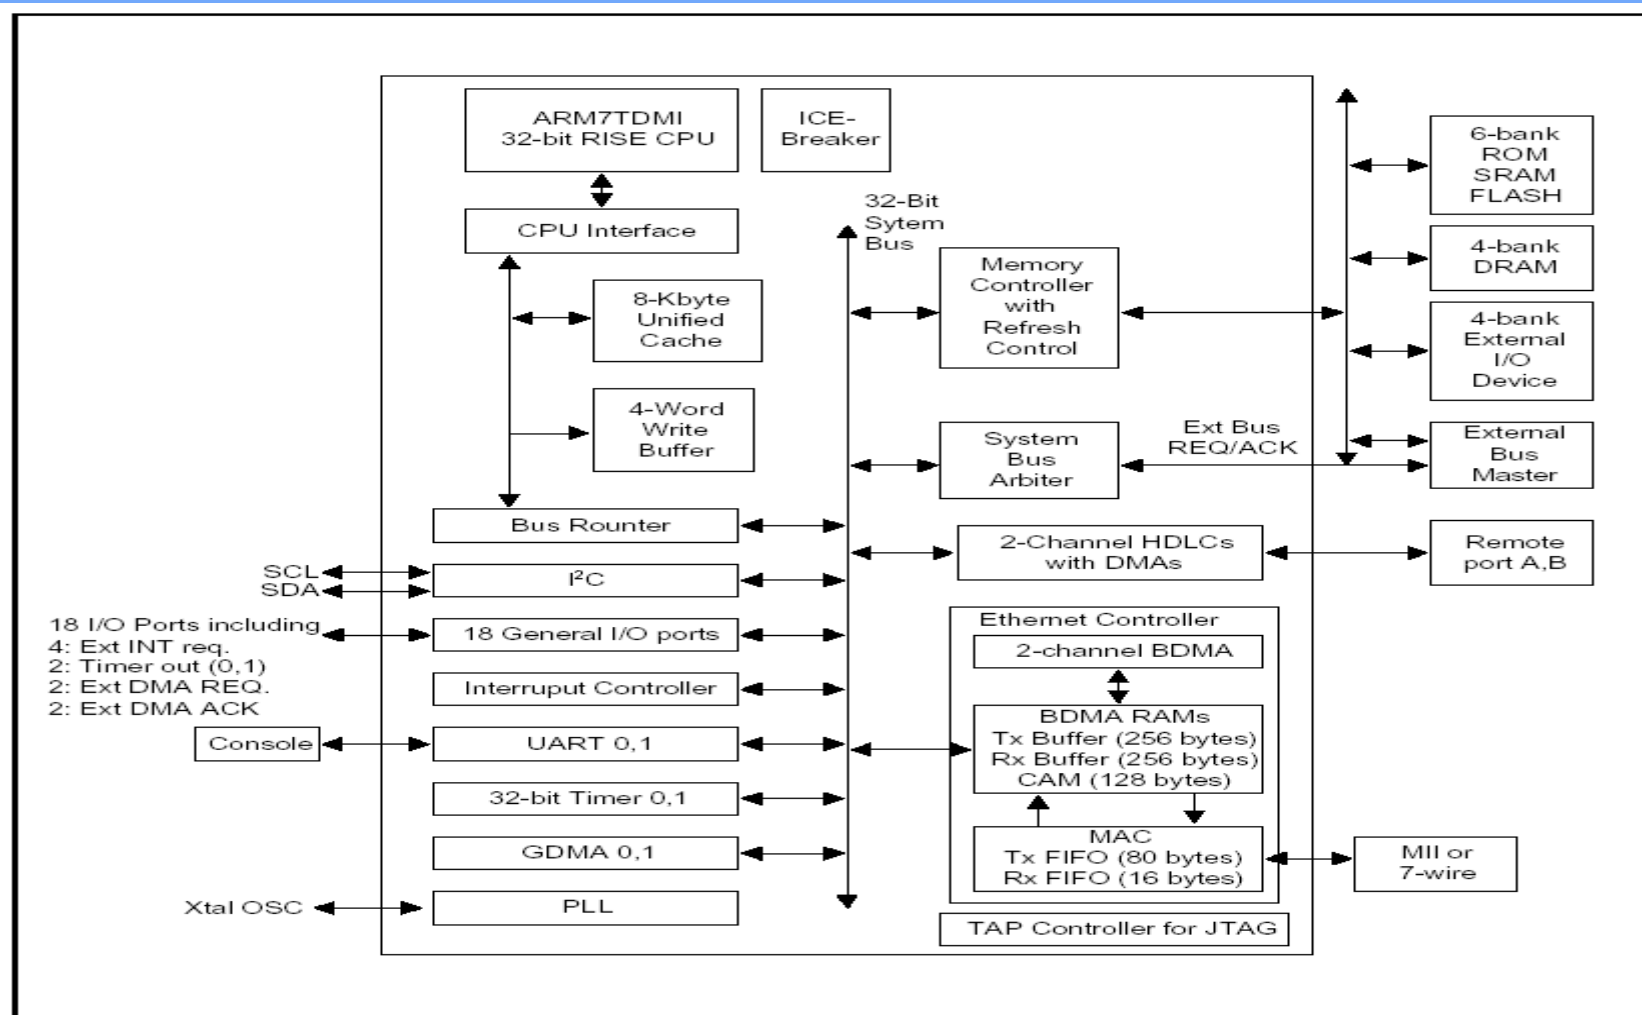 ARM7TDMI
32-bit RISE CPU
ICE-
Breaker
CPU Interface
8-Kbyte
Unified
Cache
4-Word
Write
Buffer
Bus Rounter
I²C
18 General I/O ports
Interruput Controller
UART 0,1
32-bit Timer 0,1
GDMA 0,1
PLL
SCL
SDA
18 I/O Ports including
4: Ext INT req.
2: Timer out (0,1)
2: Ext DMA REQ.
2: Ext DMA ACK
Console
Xtal OSC
32-Bit
Sytem
Bus
Memory
Controller
with
Refresh
Control
System
Bus
Arbiter
Ext Bus
REQ/ACK
2-Channel HDLCs
with DMAs
Ethernet Controller
2-channel BDMA
BDMA RAMs
Tx Buffer (256 bytes)
Rx Buffer (256 bytes)
CAM (128 bytes)
MAC
Tx FIFO (80 bytes)
Rx FIFO (16 bytes)
TAP Controller for JTAG
6-bank
ROM
SRAM
FLASH
4-bank
DRAM
4-bank
External
I/O
Device
External
Bus
Master
Remote
port A,B
MII or
7-wire